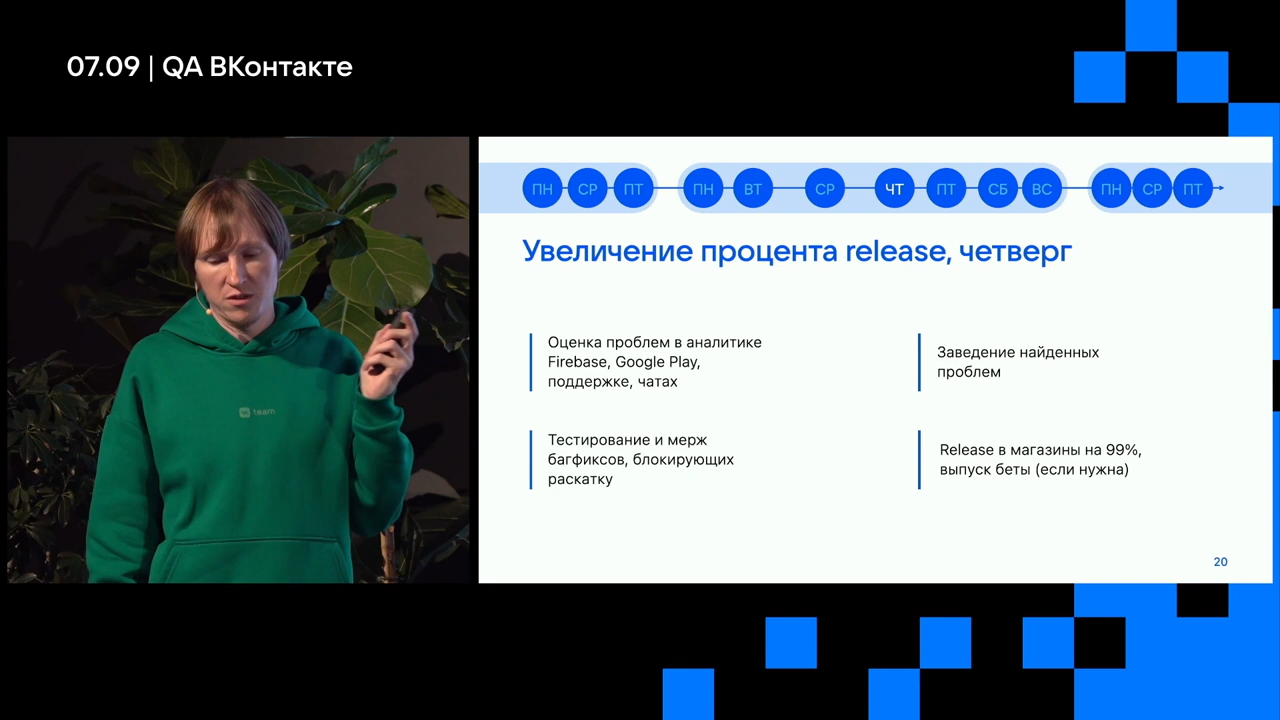 07.09 | QA ВКонтакте
ПН СР ПТ ПН ВТ СР ЧТ ПТ СБ ВС ПН СР ПТ
Увеличение процента release, четверг
Оценка проблем в аналитике
Firebase, Google Play,
поддержке, чатах
Заведение найденных
проблем
Тестирование и мерж
багфиксов, блокирующих
раскатку
Release в магазины на 99%,
выпуск беты (если нужна)
20
team